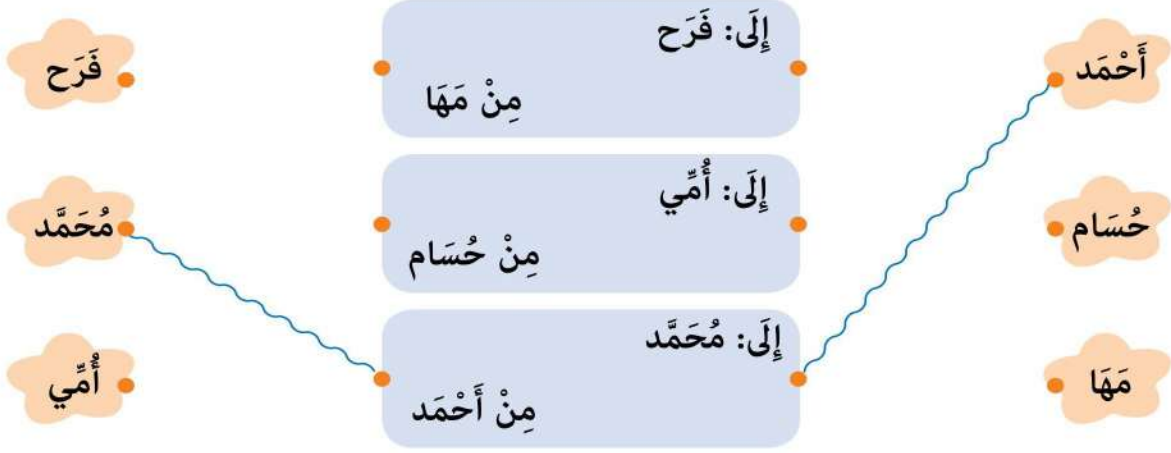 أَحْمَد
حُسَام
مَهَا
إِلَى: فَرَح
مِنْ مَهَا
إِلَى: أُمِّي
مِنْ حُسَام
إِلَى: مُحَمَّد
مِنْ أَحْمَد
فَرَح
مُحَمَّد
أُمِّي